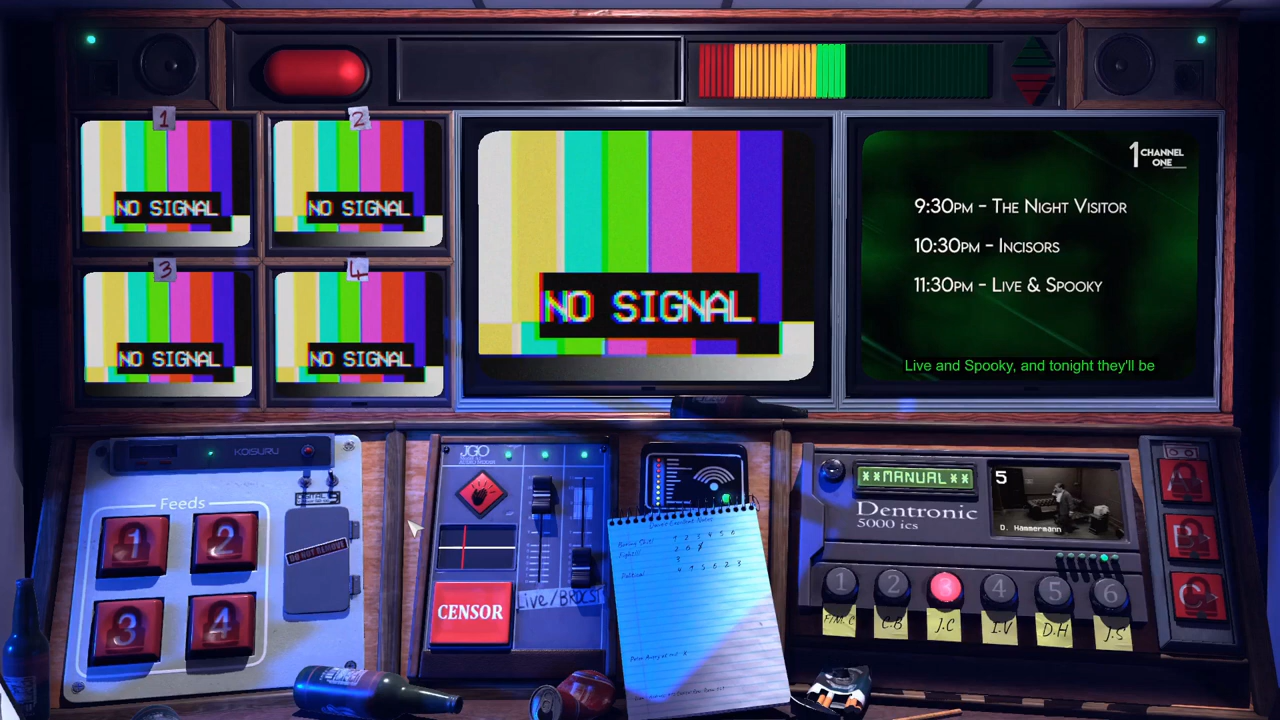 1
2
NO SIGNAL
NO SIGNAL
3
4
NO SIGNAL
NO SIGNAL
NO SIGNAL
1 CHANNEL ONE
9:30PM - THE NIGHT VISITOR
10:30PM - INCISORS
11:30PM - LIVE & SPOOKY
Live and Spooky, and tonight they'll be
KOSURU
Feeds
1
2
3
4
DO NOT REMOVE
JGO
CENSOR
Live/BRDCST
**MANUAL**
Dentronic
5000 ics
5
D. Hammermann
1 2 3 4 5 6
F/M.C
C.B
J.C
I.V
D.H
J.S
A
B
C